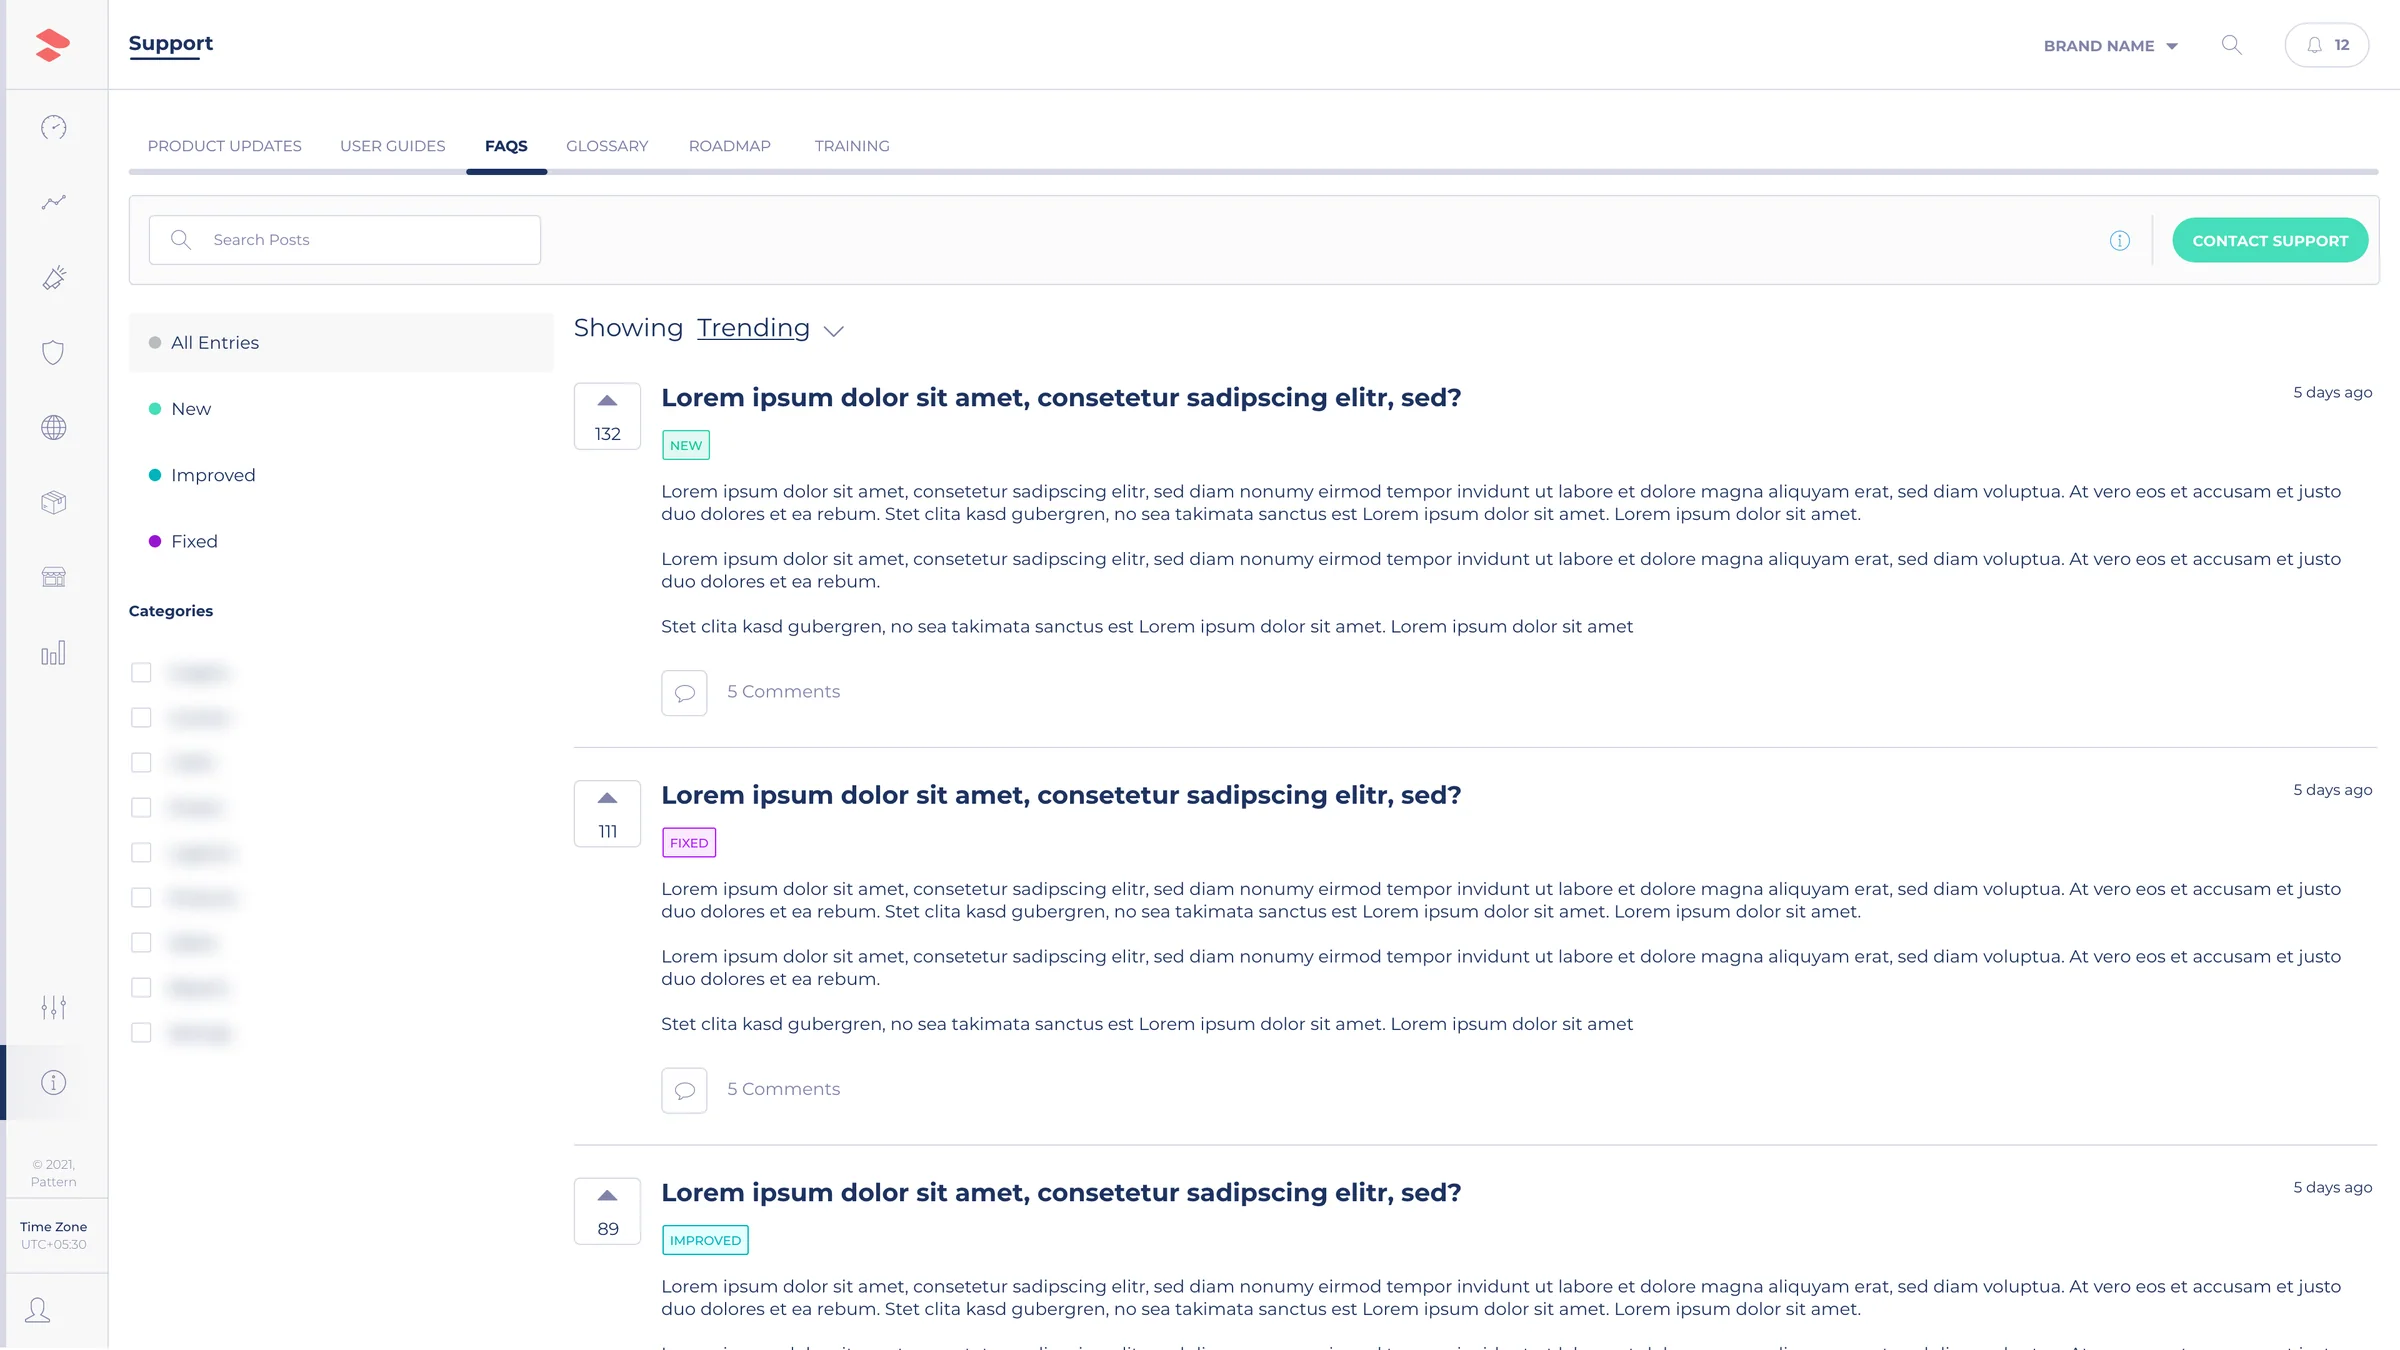 Support
BRAND NAME
12
PRODUCT UPDATES
USER GUIDES
FAQS
GLOSSARY
ROADMAP
TRAINING
Search Posts
CONTACT SUPPORT
All Entries
New
Improved
Fixed
Categories
Showing Trending
132
Lorem ipsum dolor sit amet, consetetur sadipscing elitr, sed?
5 days ago
NEW
Lorem ipsum dolor sit amet, consetetur sadipscing elitr, sed diam nonumy eirmod tempor invidunt ut labore et dolore magna aliquyam erat, sed diam voluptua. At vero eos et accusam et justo
duo dolores et ea rebum. Stet clita kasd gubergren, no sea takimata sanctus est Lorem ipsum dolor sit amet. Lorem ipsum dolor sit amet.
Lorem ipsum dolor sit amet, consetetur sadipscing elitr, sed diam nonumy eirmod tempor invidunt ut labore et dolore magna aliquyam erat, sed diam voluptua. At vero eos et accusam et justo
duo dolores et ea rebum.
Stet clita kasd gubergren, no sea takimata sanctus est Lorem ipsum dolor sit amet. Lorem ipsum dolor sit amet
5 Comments
111
Lorem ipsum dolor sit amet, consetetur sadipscing elitr, sed?
5 days ago
FIXED
Lorem ipsum dolor sit amet, consetetur sadipscing elitr, sed diam nonumy eirmod tempor invidunt ut labore et dolore magna aliquyam erat, sed diam voluptua. At vero eos et accusam et justo
duo dolores et ea rebum. Stet clita kasd gubergren, no sea takimata sanctus est Lorem ipsum dolor sit amet. Lorem ipsum dolor sit amet.
Lorem ipsum dolor sit amet, consetetur sadipscing elitr, sed diam nonumy eirmod tempor invidunt ut labore et dolore magna aliquyam erat, sed diam voluptua. At vero eos et accusam et justo
duo dolores et ea rebum.
Stet clita kasd gubergren, no sea takimata sanctus est Lorem ipsum dolor sit amet. Lorem ipsum dolor sit amet
5 Comments
89
Lorem ipsum dolor sit amet, consetetur sadipscing elitr, sed?
5 days ago
IMPROVED
Lorem ipsum dolor sit amet, consetetur sadipscing elitr, sed diam nonumy eirmod tempor invidunt ut labore et dolore magna aliquyam erat, sed diam voluptua. At vero eos et accusam et justo
duo dolores et ea rebum. Stet clita kasd gubergren, no sea takimata sanctus est Lorem ipsum dolor sit amet. Lorem ipsum dolor sit amet.
© 2021,
Pattern
Time Zone
UTC+05:30